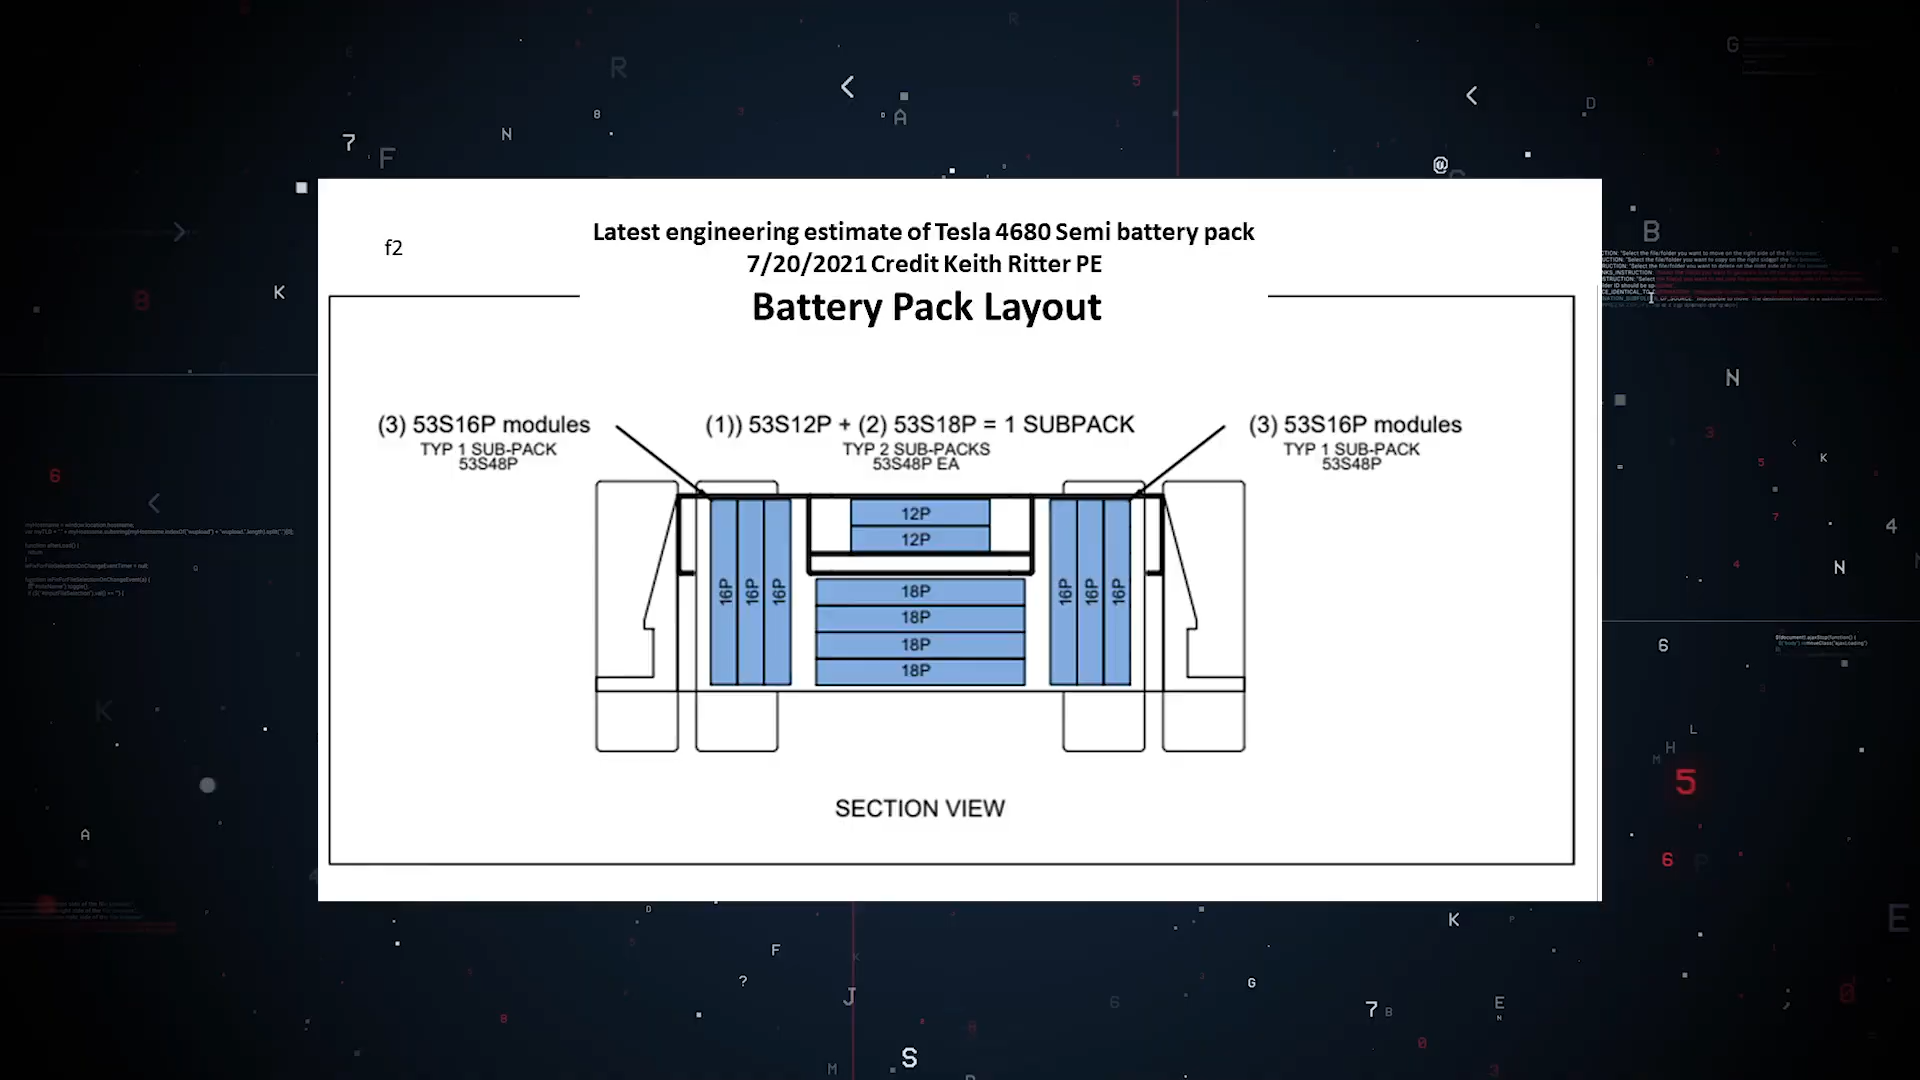 f2
Latest engineering estimate of Tesla 4680 Semi battery pack
7/20/2021 Credit Keith Ritter PE
Battery Pack Layout
(3) 53S16P modules
TYP 1 SUB-PACK
53S48P
(1)) 53S12P + (2) 53S18P = 1 SUBPACK
TYP 2 SUB-PACKS
53S48P EA
(3) 53S16P modules
TYP 1 SUB-PACK
53S48P
16P
16P
16P
12P
12P
18P
18P
18P
18P
16P
16P
16P
SECTION VIEW